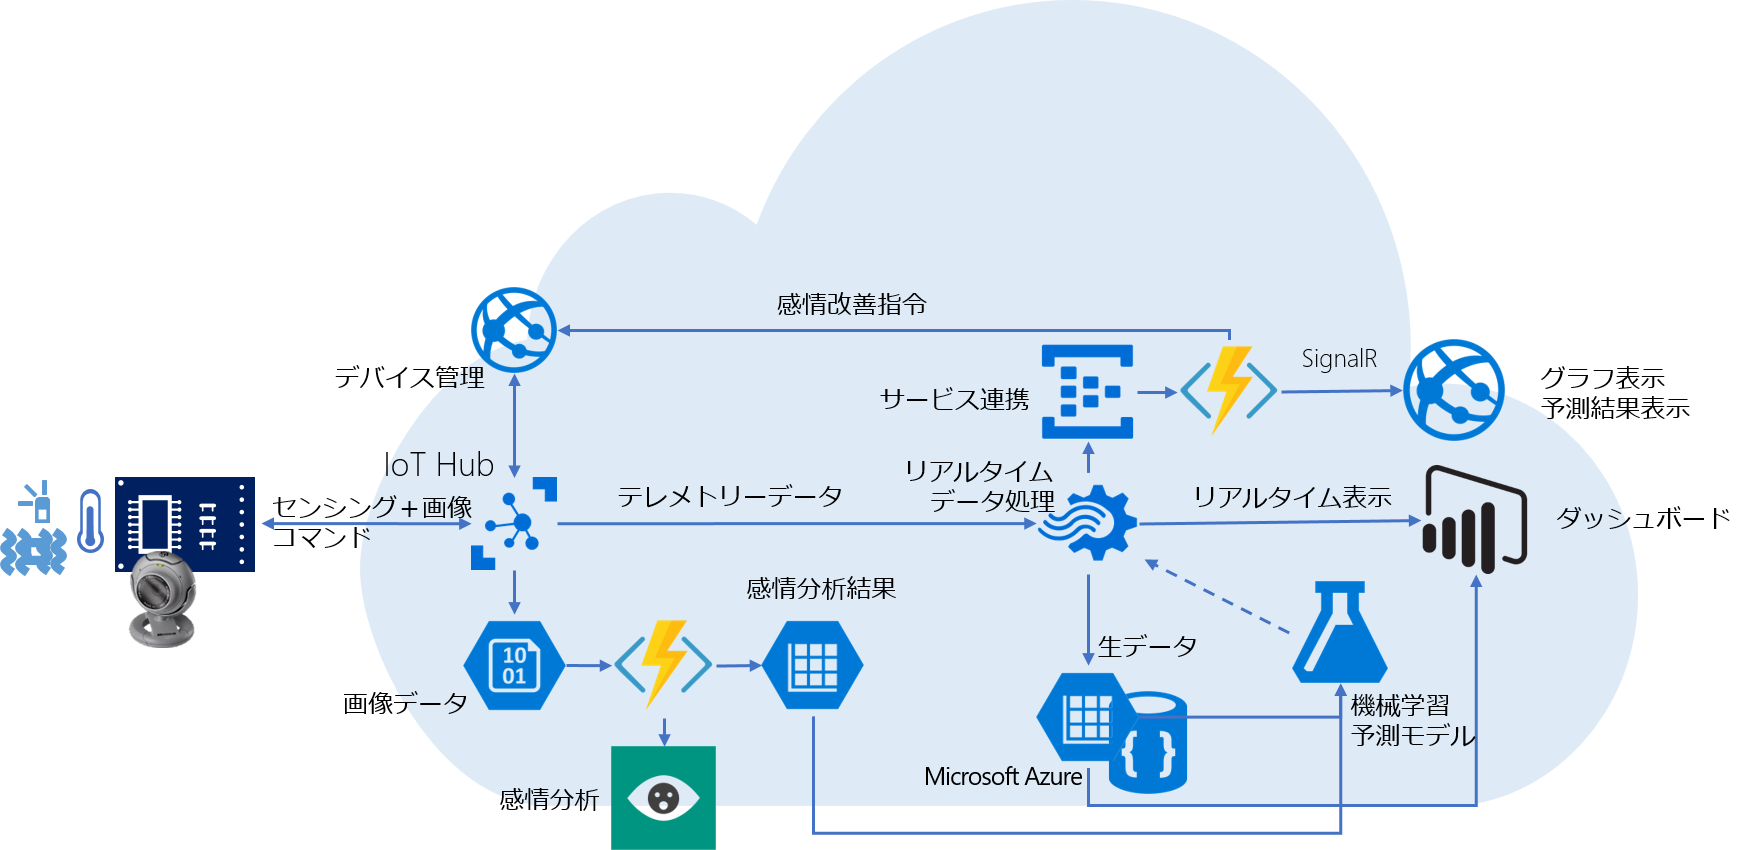 感情改善指令
SignalR
デバイス管理
サービス連携
グラフ表示
予測結果表示
IoT Hub
センシング+画像
コマンド
テレメトリーデータ
リアルタイム
データ処理
リアルタイム表示
ダッシュボード
感情分析結果
生データ
10
01
画像データ
{ }
機械学習
予測モデル
Microsoft Azure
感情分析